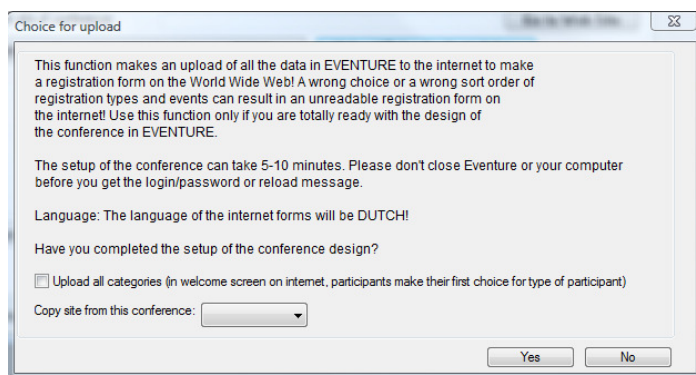 Choice for upload
This function makes an upload of all the data in EVENTURE to the internet to make
a registration form on the World Wide Web! A wrong choice or a wrong sort order of
registration types and events can result in an unreadable registration form on
the internet! Use this function only if you are totally ready with the design of
the conference in EVENTURE.
The setup of the conference can take 5-10 minutes. Please don't close Eventure or your computer
before you get the login/password or reload message.
Language: The language of the internet forms will be DUTCH!
Have you completed the setup of the conference design?
Upload all categories (in welcome screen on internet, participants make their first choice for type of participant)
Copy site from this conference:
Yes No